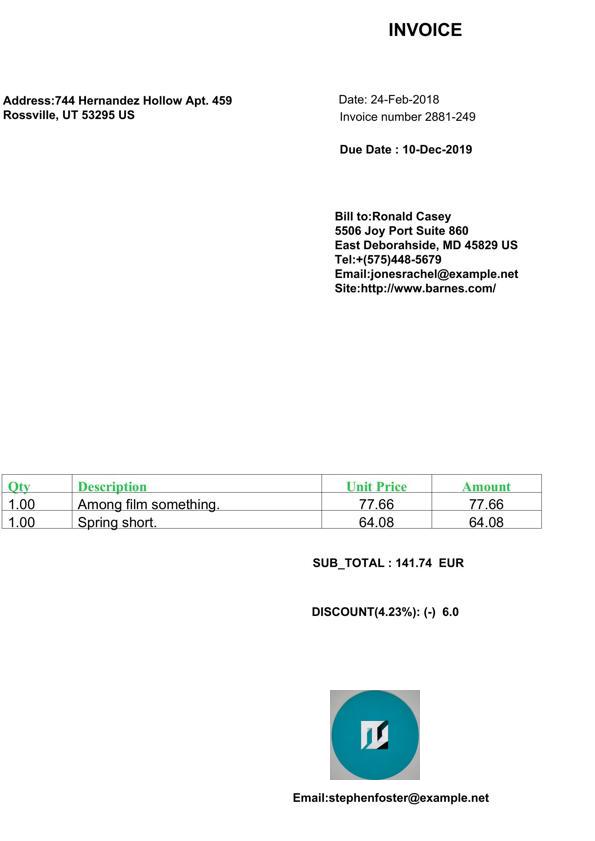 INVOICE
Address:744 Hernandez Hollow Apt. 459
Rossville, UT 53295 US
Date: 24-Feb-2018
Invoice number 2881-249
Due Date : 10-Dec-2019
Bill to:Ronald Casey
5506 Joy Port Suite 860
East Deborahside, MD 45829 US
Tel:+(575)448-5679
Email:jonesrachel@example.net
Site:http://www.barnes.com/
Qty Description Unit Price Amount
1.00 Among film something. 77.66 77.66
1.00 Spring short. 64.08 64.08
SUB_TOTAL : 141.74 EUR
DISCOUNT(4.23%): (-) 6.0
Email:stephenfoster@example.net